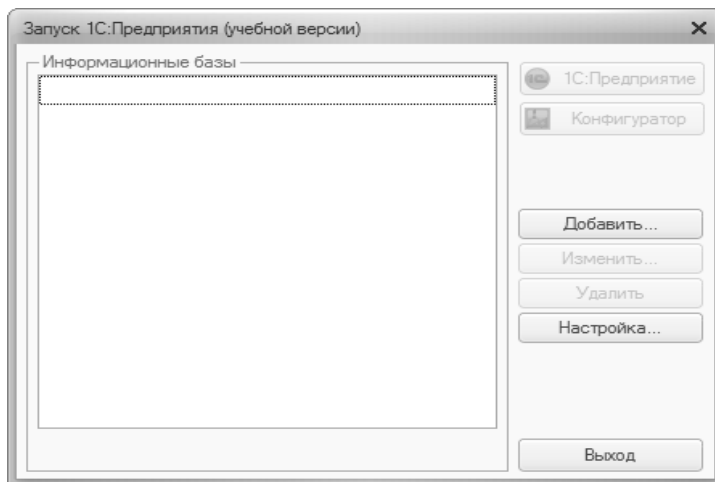 Запуск 1С:Предприятия (учебной версии)
Информационные базы
1С:Предприятие
Конфигуратор
Добавить...
Изменить...
Удалить
Настройка...
Выход